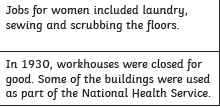 Jobs for women included laundry,
sewing and scrubbing the floors.
In 1930, workhouses were closed for
good. Some of the buildings were used
as part of the National Health Service.